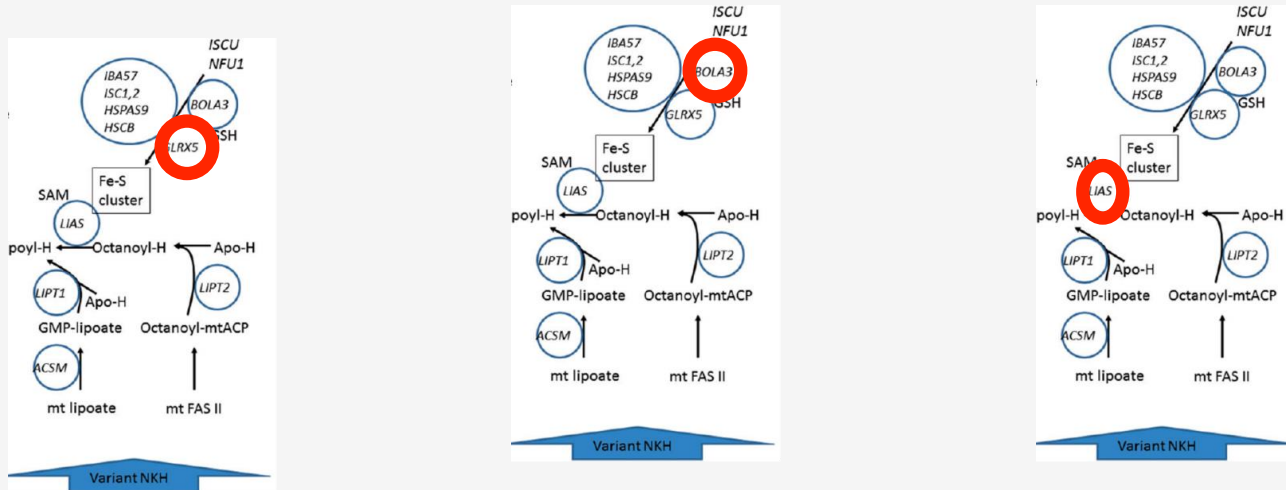 ISCU
NFU1
IBA57
ISC1,2
HSPAS9
HSCB
BOLA3
GSH
GLRX5
Fe-S
cluster
SAM
LIAS
poyl-H
Octanoyl-H
Apo-H
LIPT1
Apo-H
LIPT2
GMP-lipoate
Octanoyl-mtACP
ACSM
mt lipoate
mt FAS II
Variant NKH
ISCU
NFU1
IBA57
ISC1,2
HSPAS9
HSCB
BOLA3
GSH
GLRX5
Fe-S
cluster
SAM
LIAS
poyl-H
Octanoyl-H
Apo-H
LIPT1
Apo-H
LIPT2
GMP-lipoate
Octanoyl-mtACP
ACSM
mt lipoate
mt FAS II
Variant NKH
ISCU
NFU1
IBA57
ISC1,2
HSPAS9
HSCB
BOLA3
GSH
GLRX5
Fe-S
cluster
SAM
LIAS
poyl-H
Octanoyl-H
Apo-H
LIPT1
Apo-H
LIPT2
GMP-lipoate
Octanoyl-mtACP
ACSM
mt lipoate
mt FAS II
Variant NKH